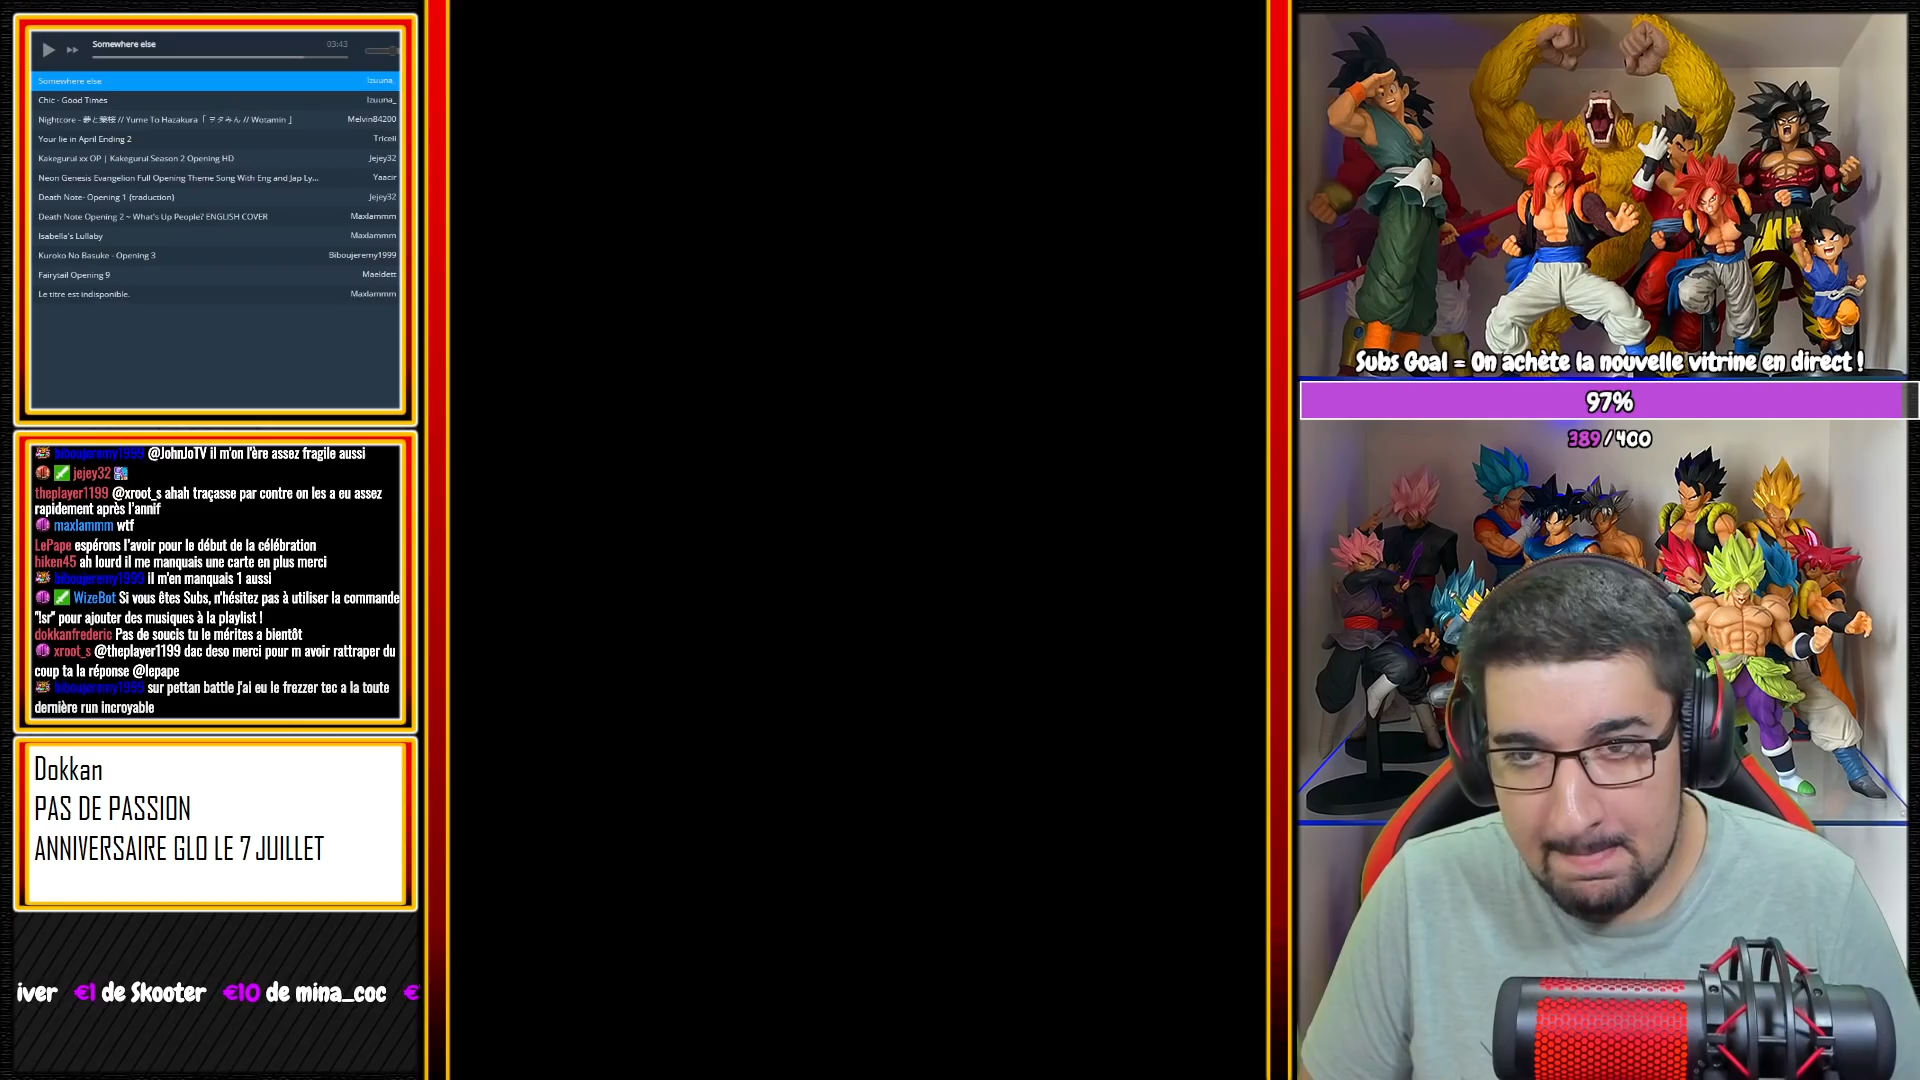 Somewhere else
03:43
Somewhere else Izuuna_
Chic - Good Times Izuuna_
Nightcore - 夢と葉桜 // Yume To Hazakura「 ヲタみん // Wotamin 」 Melvin84200
Your lie in April Ending 2 Triceli
Kakegurui xx OP | Kakegurui Season 2 Opening HD Jejey32
Neon Genesis Evangelion Full Opening Theme Song With Eng and Jap Ly... Yaacir
Death Note- Opening 1 (traduction) Jejey32
Death Note Opening 2 ~ What's Up People? ENGLISH COVER Maxlammm
Isabella's Lullaby Maxlammm
Kuroko No Basuke - Opening 3 Biboujeremy1999
Fairytail Opening 9 Maeldett
Le titre est indisponible. Maxlammm
biboujeremy1999 @JohnJoTV il m'on l'ère assez fragile aussi
jejey32
theplayer1199 @xroot_s ahah traçasse par contre on les a eu assez
rapidement après l'annif
maxlammm wtf
LePape espérons l'avoir pour le début de la célébration
hiken45 ah lourd il me manquais une carte en plus merci
biboujeremy1999 il m'en manquais 1 aussi
WizeBot Si vous êtes Subs, n'hésitez pas à utiliser la commande
"!sr" pour ajouter des musiques à la playlist !
dokkanfrederic Pas de soucis tu le mérites a bientôt
xroot_s @theplayer1199 dac deso merci pour m avoir rattraper du
coup ta la réponse @lepape
biboujeremy1999 sur pettan battle j'ai eu le frezzer tec a la toute
dernière run incroyable
Dokkan
PAS DE PASSION
ANNIVERSAIRE GLO LE 7 JUILLET
iver €1 de Skooter €10 de mina_coc €
Subs Goal = On achète la nouvelle vitrine en direct !
97%
389 / 400